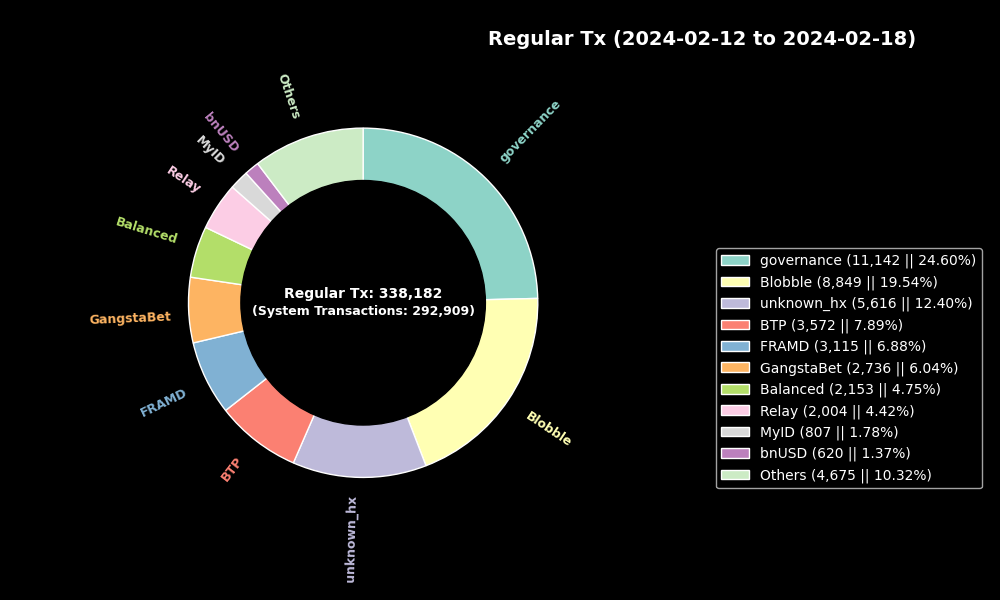 Regular Tx (2024-02-12 to 2024-02-18)
Others
governance
bnUSD
MyID
Relay
Balanced
GangstaBet
FRAMD
BTP
unknown_hx
Blobble
Regular Tx: 338,182
(System Transactions: 292,909)
governance (11,142 || 24.60%)
Blobble (8,849 || 19.54%)
unknown_hx (5,616 || 12.40%)
BTP (3,572 || 7.89%)
FRAMD (3,115 || 6.88%)
GangstaBet (2,736 || 6.04%)
Balanced (2,153 || 4.75%)
Relay (2,004 || 4.42%)
MyID (807 || 1.78%)
bnUSD (620 || 1.37%)
Others (4,675 || 10.32%)